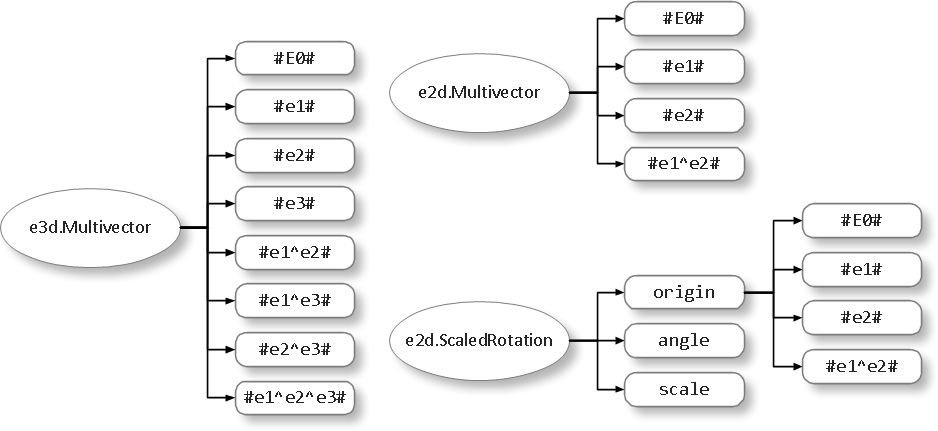 e3d.Multivector
#E0#
#e1#
#e2#
#e3#
#e1^e2#
#e1^e3#
#e2^e3#
#e1^e2^e3#
e2d.Multivector
#E0#
#e1#
#e2#
#e1^e2#
e2d.ScaledRotation
origin
angle
scale
#E0#
#e1#
#e2#
#e1^e2#